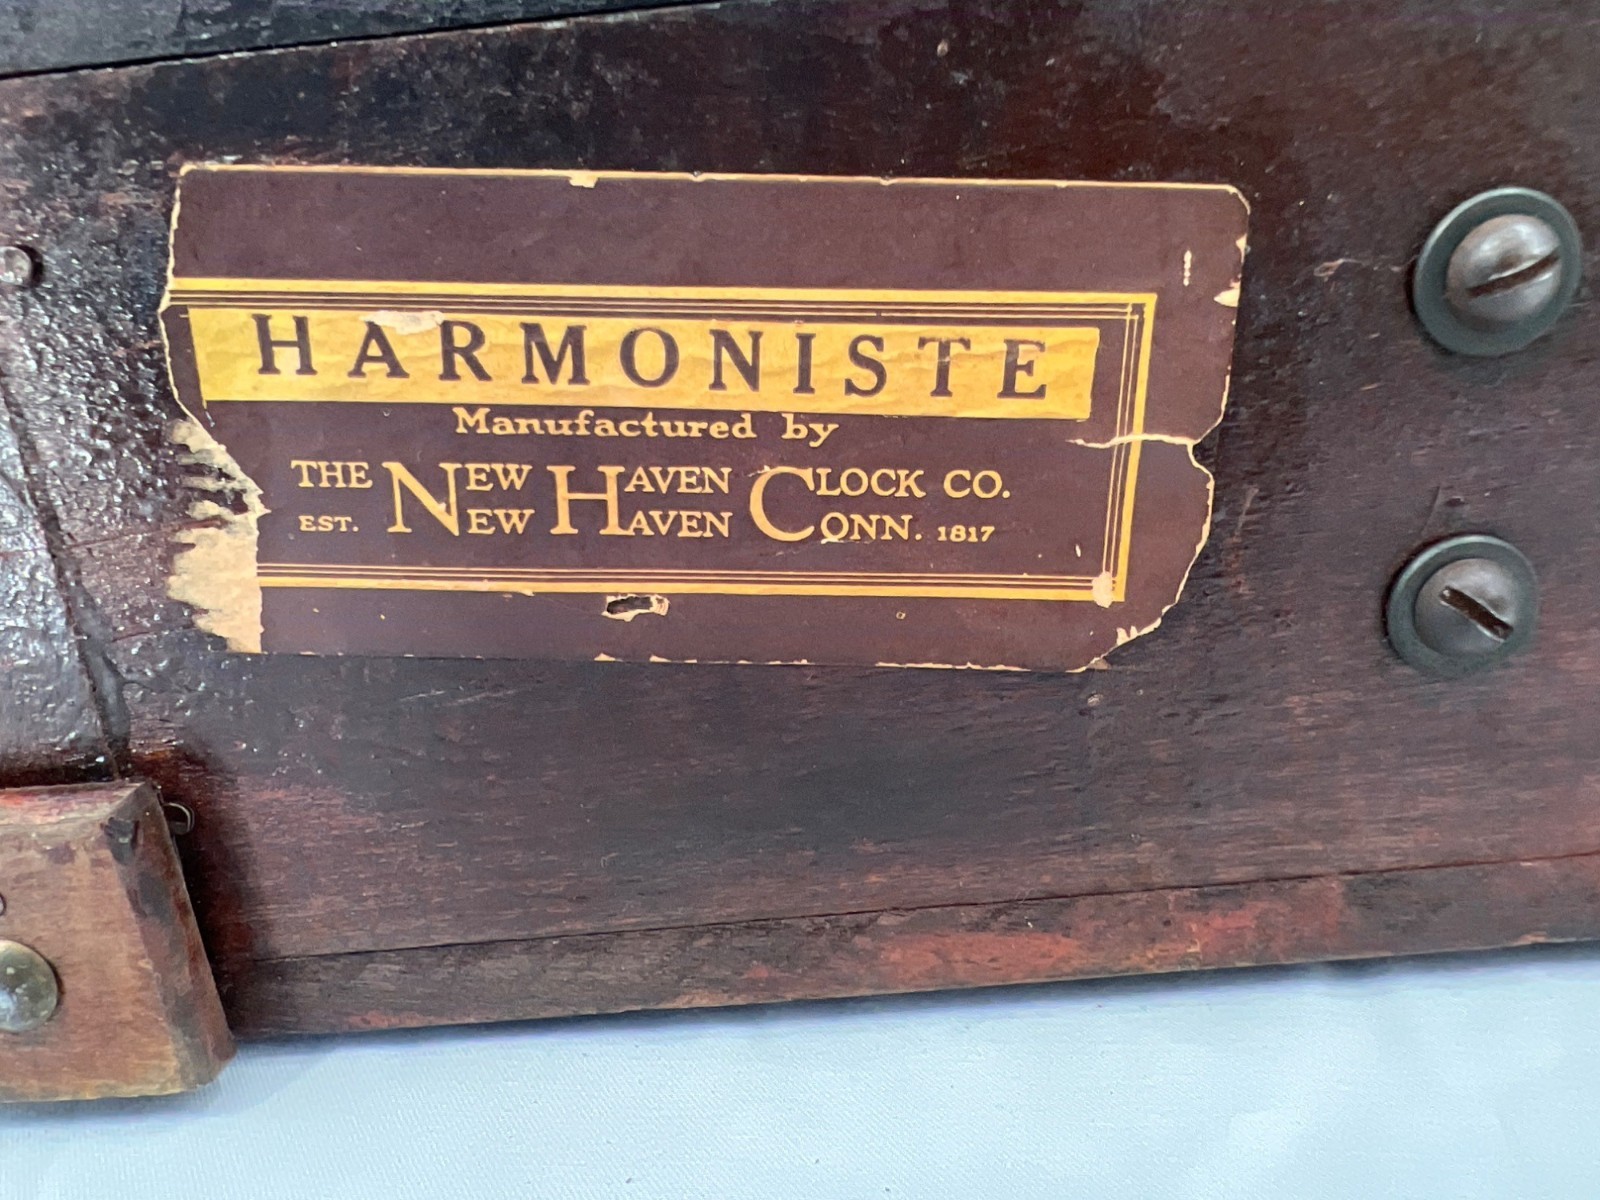 HARMONISTE
Manufactured by
THE NEW HAVEN CLOCK CO.
EST. NEW HAVEN CONN. 1817